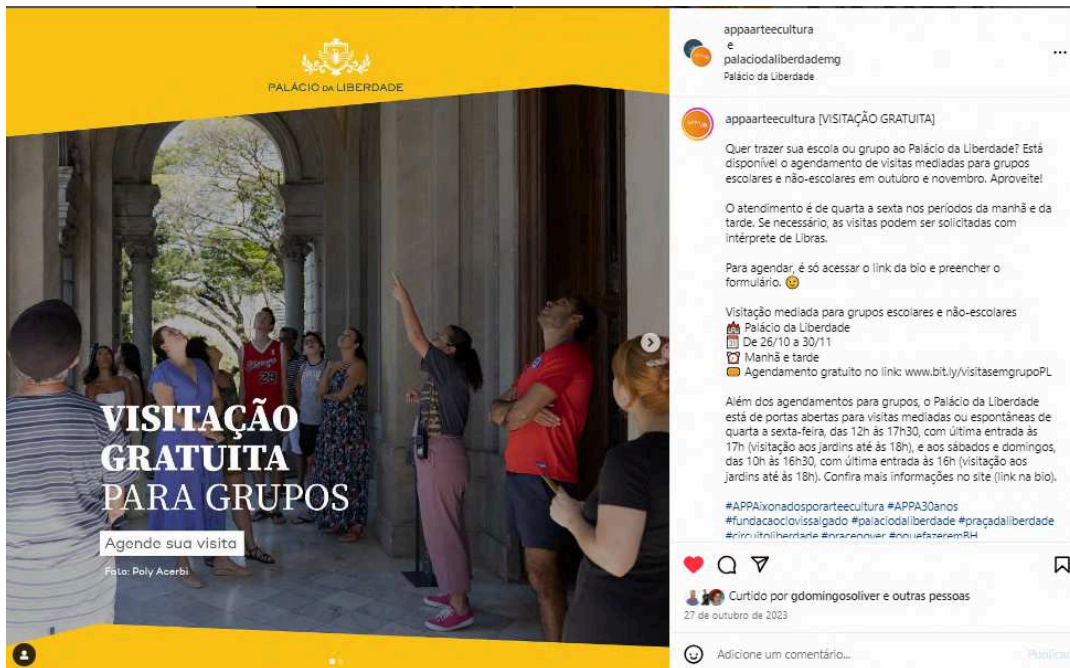 PALÁCIO DA LIBERDADE
VISITAÇÃO
GRATUITA
PARA GRUPOS
Agende sua visita
Foto: Poly Acerbi
appaarteecultura
e
palaciodaliberdademg
Palácio da Liberdade
appaarteecultura [VISITAÇÃO GRATUITA]
Quer trazer sua escola ou grupo ao Palácio da Liberdade? Está
disponível o agendamento de visitas mediadas para grupos
escolares e não-escolares em outubro e novembro. Aproveite!
O atendimento é de quarta a sexta nos períodos da manhã e da
tarde. Se necessário, as visitas podem ser solicitadas com
intérprete de Libras.
Para agendar, é só acessar o link da bio e preencher o
formulário. 😉
Visitação mediada para grupos escolares e não-escolares
Palácio da Liberdade
De 26/10 a 30/11
Manhã e tarde
Agendamento gratuito no link: www.bit.ly/visitasemgrupoPL
Além dos agendamentos para grupos, o Palácio da Liberdade
está de portas abertas para visitas mediadas ou espontâneas de
quarta a sexta-feira, das 12h às 17h30, com última entrada às
17h (visitação aos jardins até às 18h), e aos sábados e domingos,
das 10h às 16h30, com última entrada às 16h (visitação aos
jardins até às 18h). Confira mais informações no site (link na bio).
#APPAixonadosporarteecultura #APPA30anos
#fundacaoclovissalgado #palaciodaliberdade #praçadaliberdade
#circuitoliberdade #pracenover #oquefazeremBH
Curtido por gdomingosoliver e outras pessoas
27 de outubro de 2023
Adicione um comentário...
Publicar